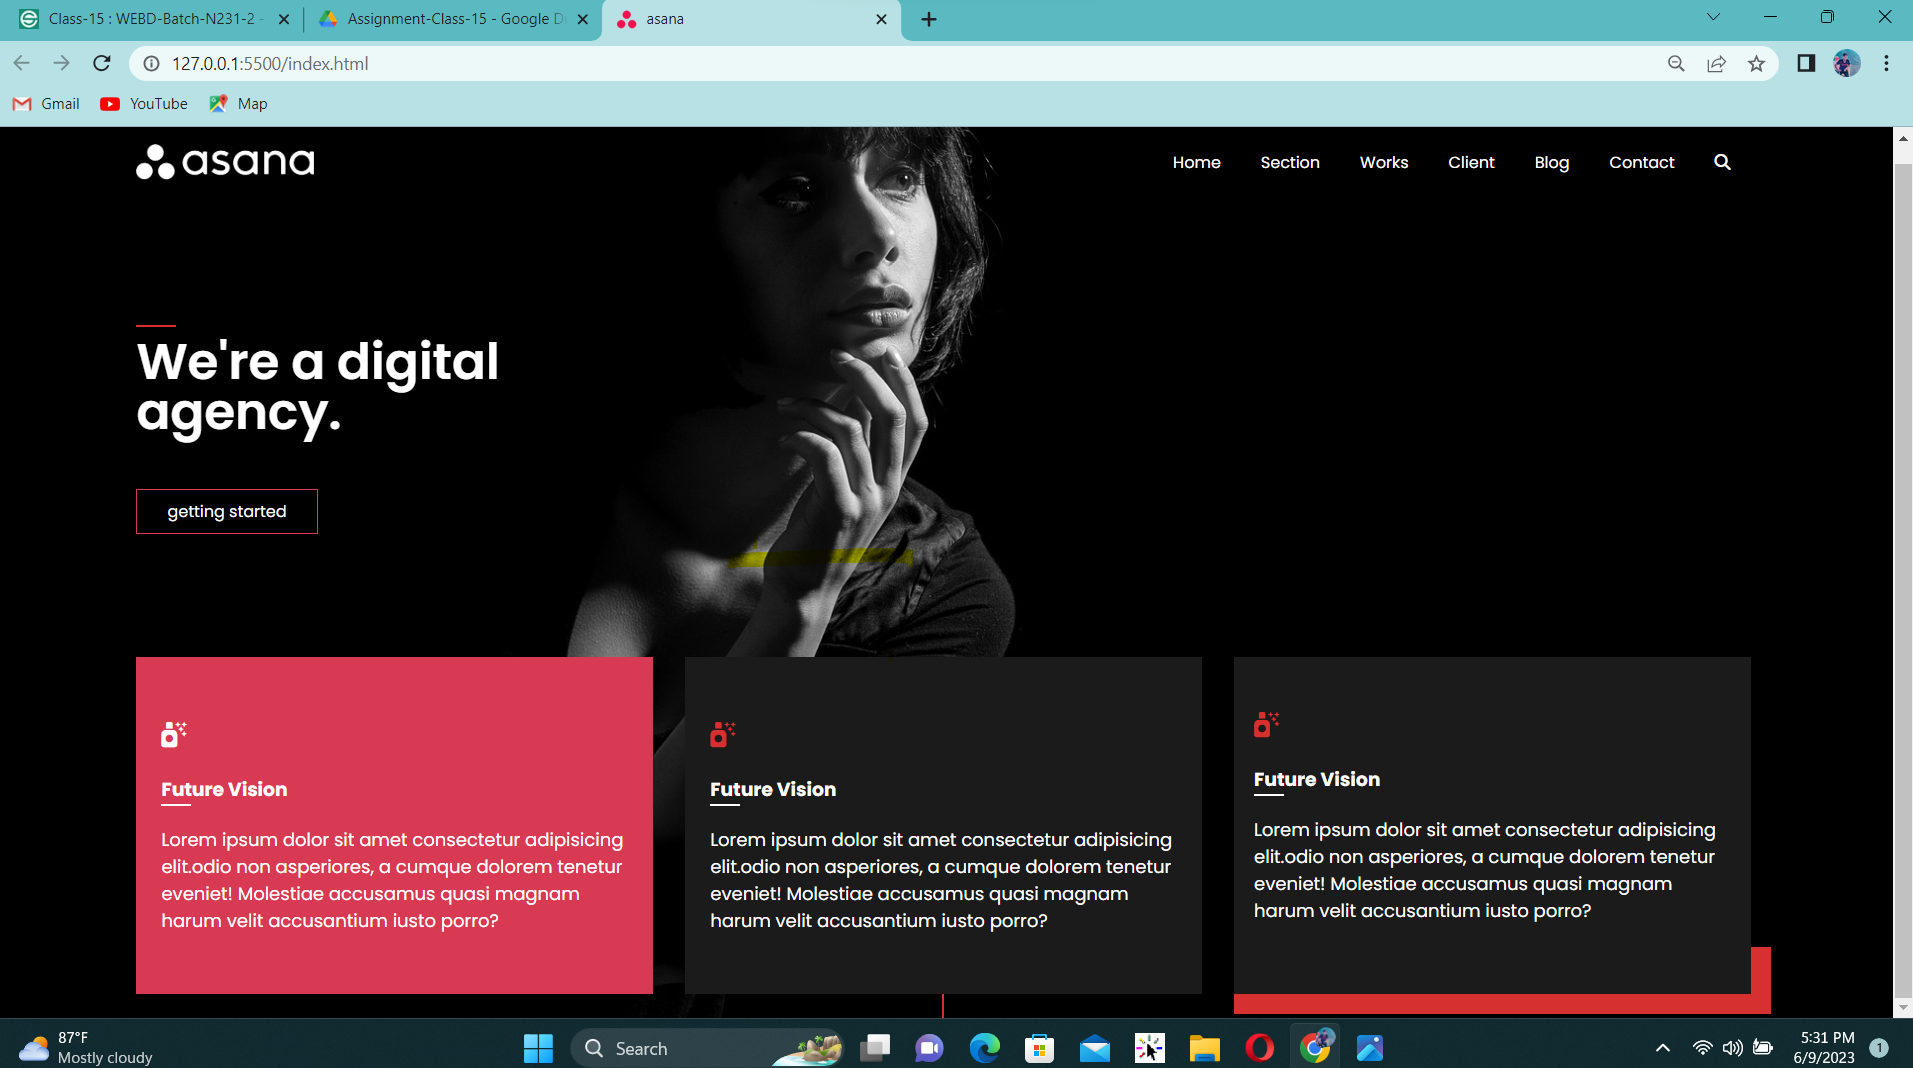 Class-15 : WEBD-Batch-N231-2 -
Assignment-Class-15 - Google D
asana
127.0.0.1:5500/index.html
Gmail
YouTube
Map
asana
Home
Section
Works
Client
Blog
Contact
We're a digital
agency.
getting started
Future Vision
Lorem ipsum dolor sit amet consectetur adipisicing
elit.odio non asperiores, a cumque dolorem tenetur
eveniet! Molestiae accusamus quasi magnam
harum velit accusantium iusto porro?
Future Vision
Lorem ipsum dolor sit amet consectetur adipisicing
elit.odio non asperiores, a cumque dolorem tenetur
eveniet! Molestiae accusamus quasi magnam
harum velit accusantium iusto porro?
Future Vision
Lorem ipsum dolor sit amet consectetur adipisicing
elit.odio non asperiores, a cumque dolorem tenetur
eveniet! Molestiae accusamus quasi magnam
harum velit accusantium iusto porro?
87°F
Mostly cloudy
Search
5:31 PM
6/9/2023
1